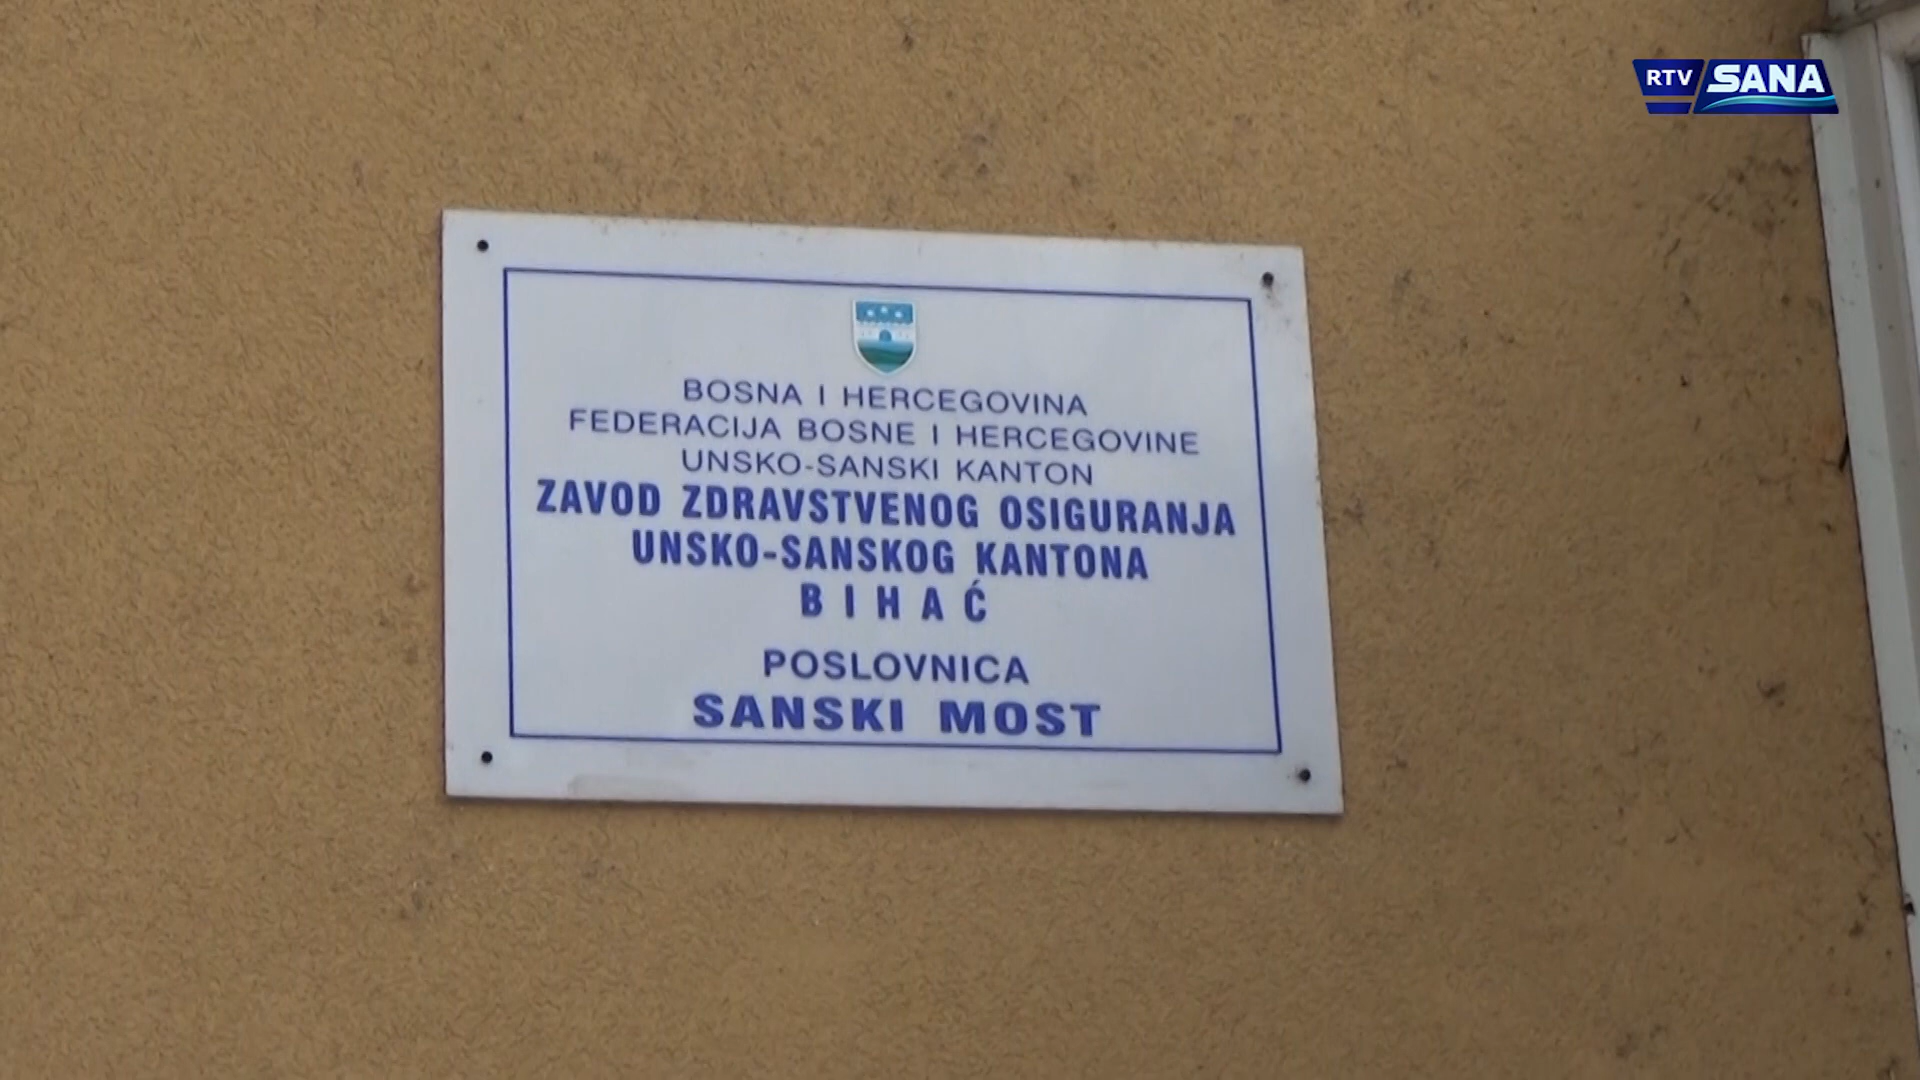 RTV SANA
BOSNA I HERCEGOVINA
FEDERACIJA BOSNE I HERCEGOVINE
UNSKO-SANSKI KANTON
ZAVOD ZDRAVSTVENOG OSIGURANJA
UNSKO-SANSKOG KANTONA
BIHAĆ
POSLOVNICA
SANSKI MOST